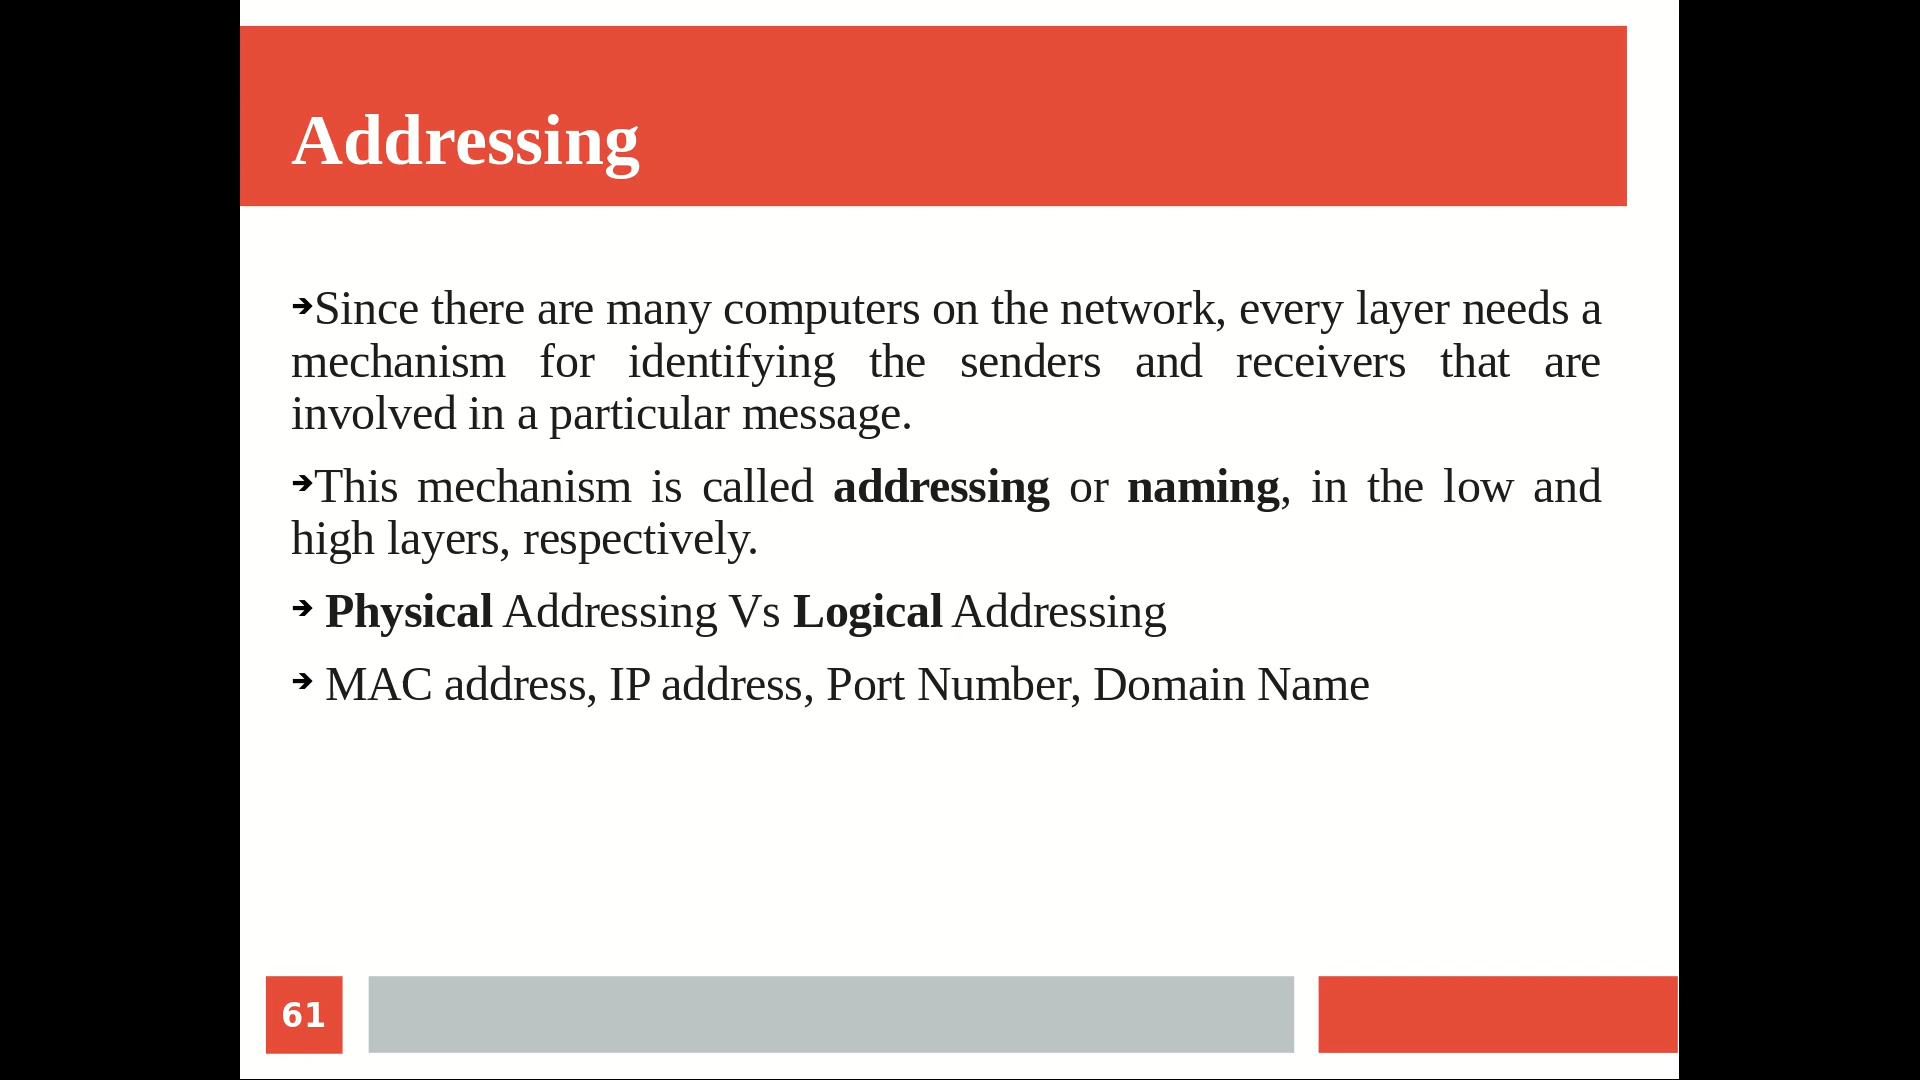 Addressing
➔Since there are many computers on the network, every layer needs a
mechanism for identifying the senders and receivers that are
involved in a particular message.
➔This mechanism is called addressing or naming, in the low and
high layers, respectively.
➔ Physical Addressing Vs Logical Addressing
➔ MAC address, IP address, Port Number, Domain Name
61